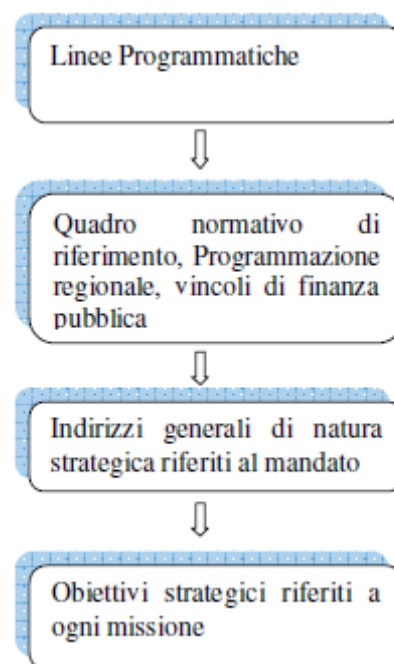 Linee Programmatiche
Quadro normativo di
riferimento, Programmazione
regionale, vincoli di finanza
pubblica
Indirizzi generali di natura
strategica riferiti al mandato
Obiettivi strategici riferiti a
ogni missione